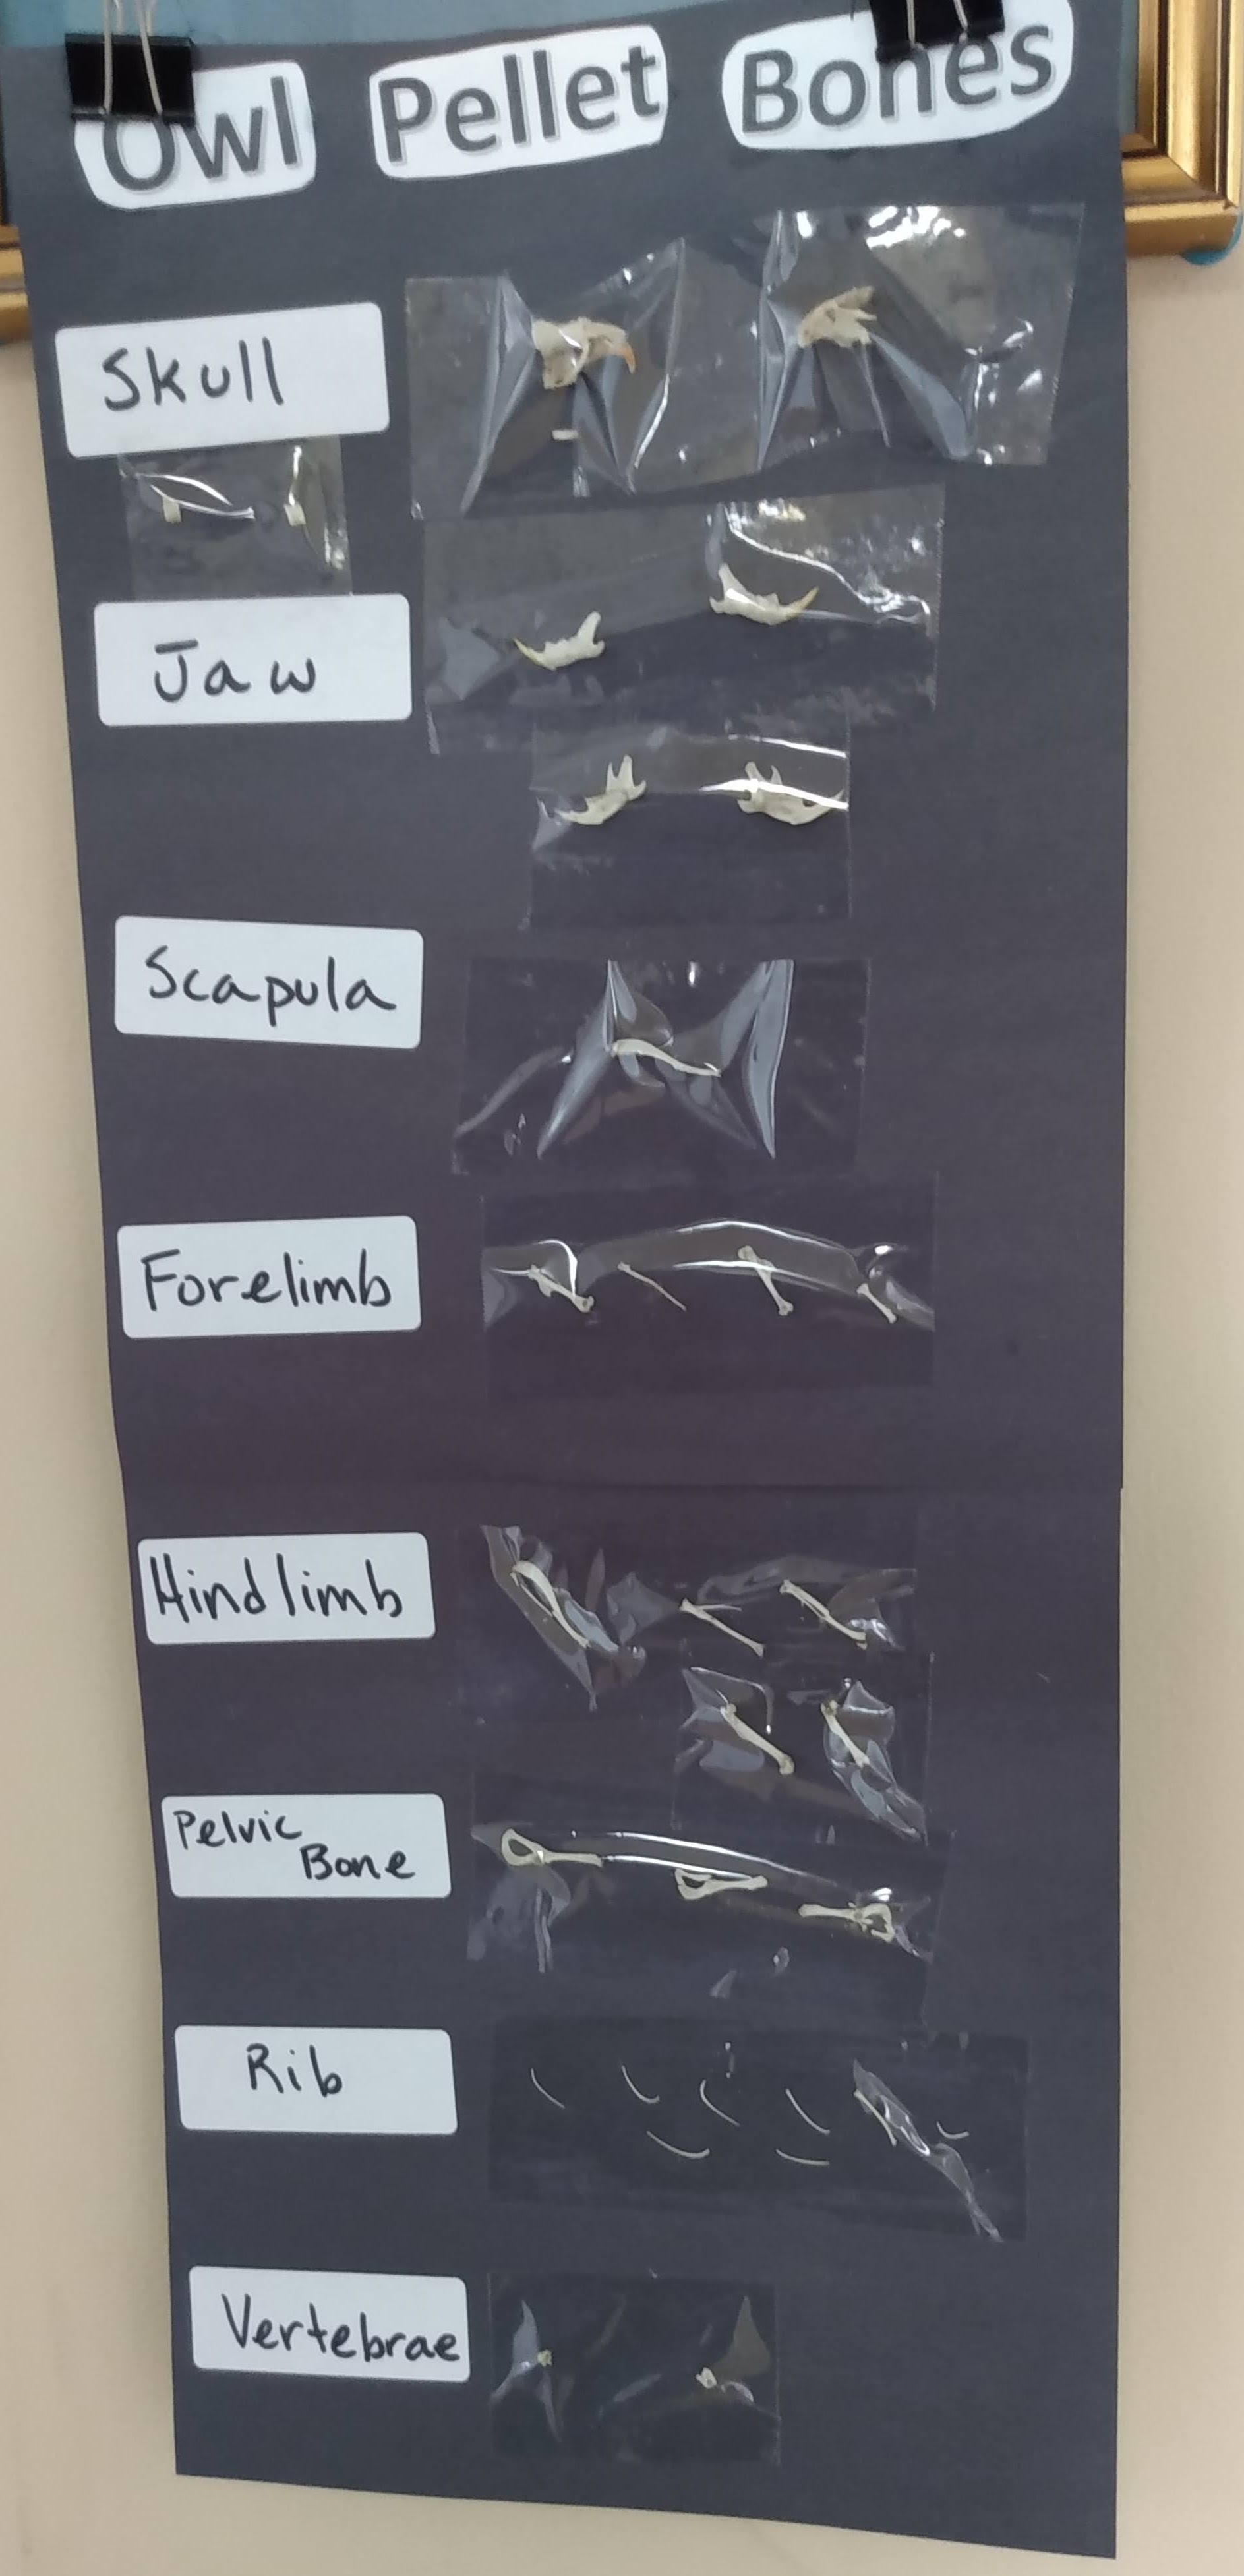 Owl Pellet Bones
Skull
Jaw
Scapula
Forelimb
Hindlimb
Pelvic
Bone
Rib
Vertebrae